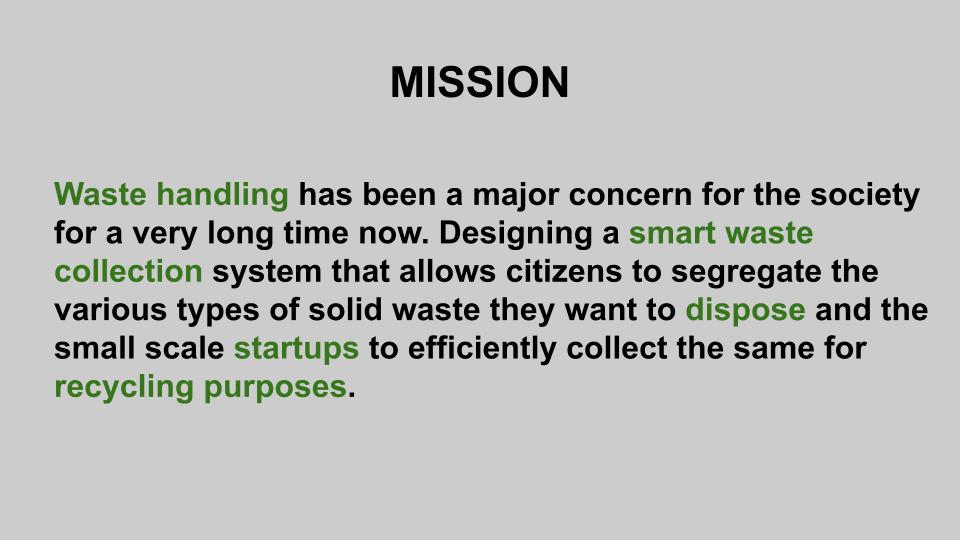 MISSION
Waste handling has been a major concern for the society
for a very long time now. Designing a smart waste
collection system that allows citizens to segregate the
various types of solid waste they want to dispose and the
small scale startups to efficiently collect the same for
recycling purposes.